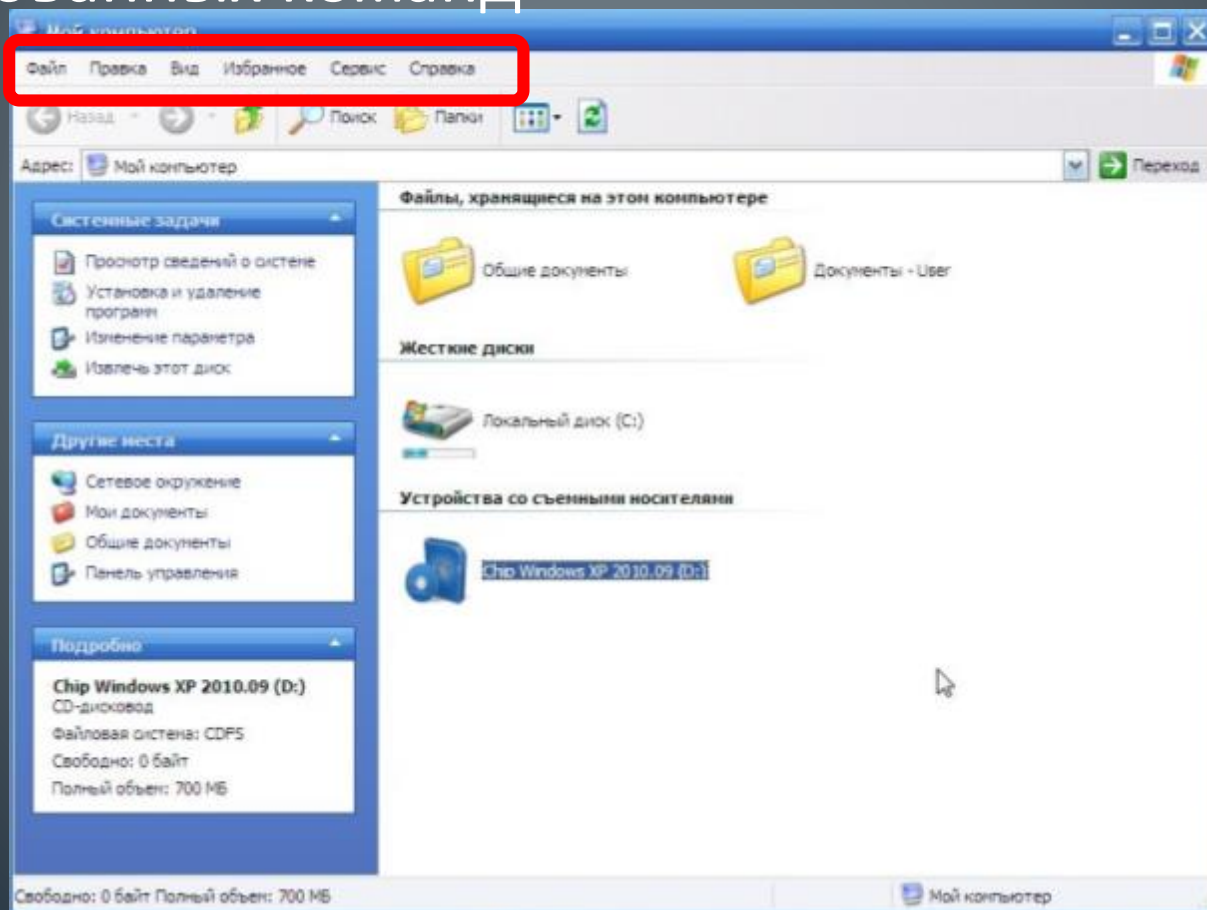 ованных команд
Мой компьютер
Файл Правка Вид Избранное Сервис Справка
Назад Поиск Папки
Адрес: Мой компьютер Переход
Системные задачи
Просмотр сведений о системе
Установка и удаление
программ
Изменение параметра
Извлечь этот диск
Другие места
Сетевое окружение
Мои документы
Общие документы
Панель управления
Подробно
Chip Windows XP 2010.09 (D:)
CD-дисковод
Файловая система: CDFS
Свободно: 0 байт
Полный объем: 700 МБ
Файлы, хранящиеся на этом компьютере
Общие документы
Документы - User
Жесткие диски
Локальный диск (C:)
Устройства со съемными носителями
Chip Windows XP 2010.09 (D:)
Свободно: 0 байт Полный объем: 700 МБ
Мой компьютер